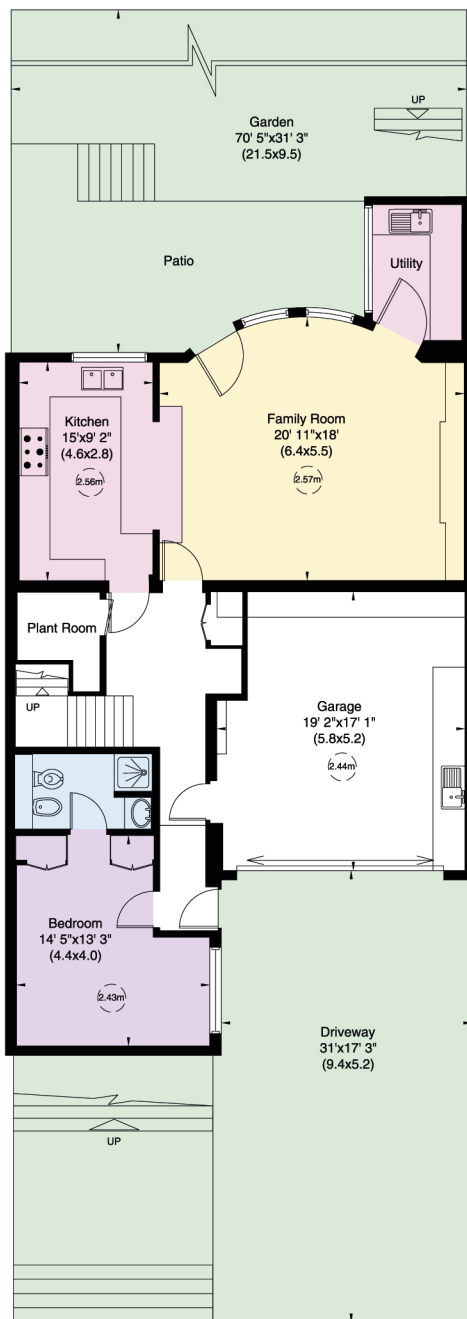 UP
Garden
70' 5"x31' 3"
(21.5x9.5)
Patio
Utility
Kitchen
15'x9' 2"
(4.6x2.8)
2.56m
Family Room
20' 11"x18'
(6.4x5.5)
2.57m
Plant Room
UP
Garage
19' 2"x17' 1"
(5.8x5.2)
2.44m
Bedroom
14' 5"x13' 3"
(4.4x4.0)
2.43m
Driveway
31'x17' 3"
(9.4x5.2)
UP